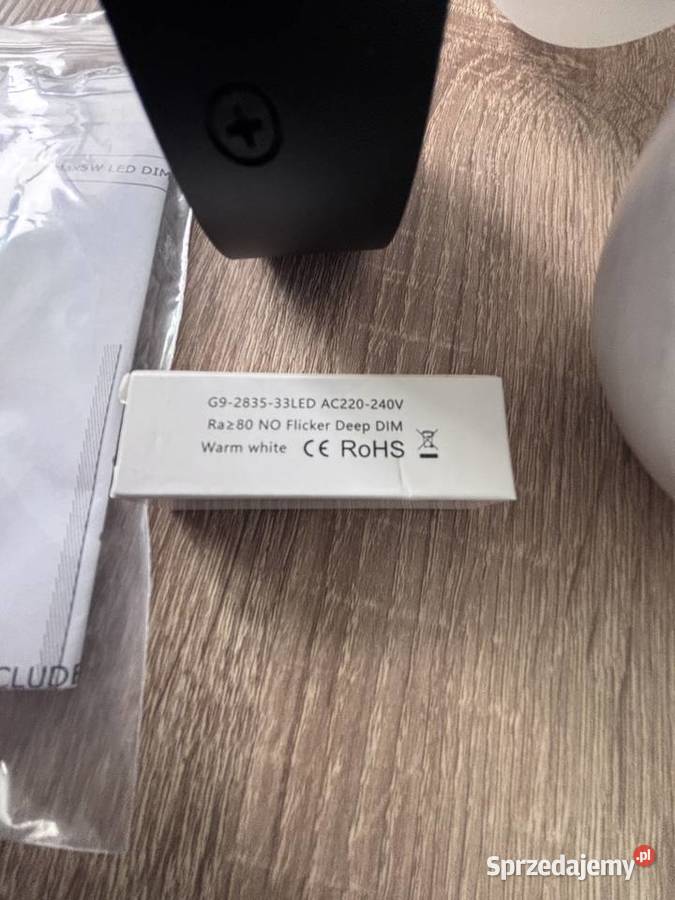 5W LED DIM
G9-2835-33LED AC220-240V
Ra≥80 NO Flicker Deep DIM
Warm white CE RoHS
CLUDE
Sprzedajemy.pl